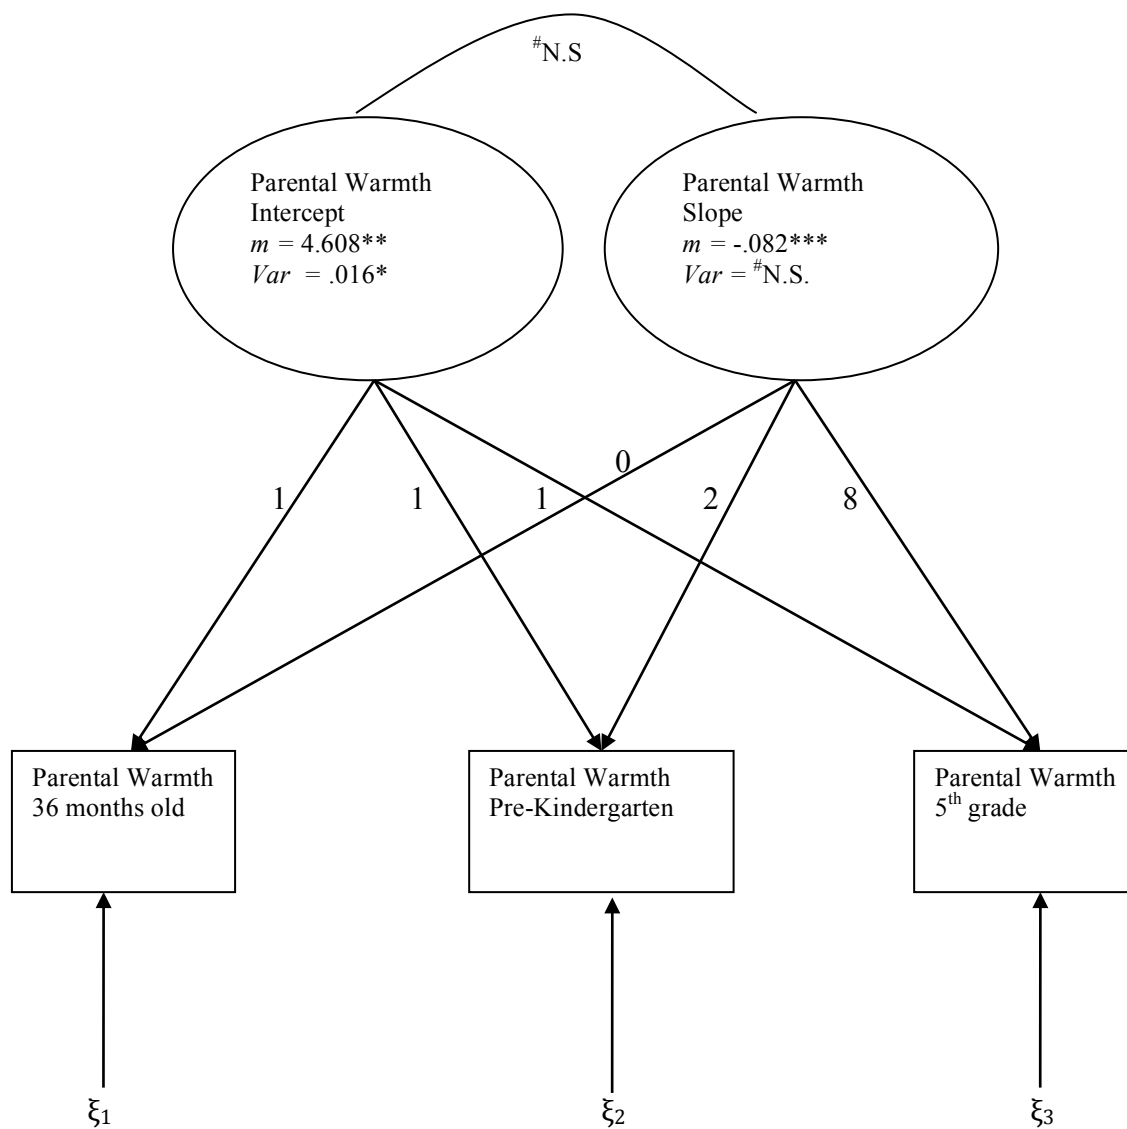 #N.S
Parental Warmth
Intercept
m = 4.608**
Var = .016*
Parental Warmth
Slope
m = -.082***
Var = #N.S.
0
1
1
1
2
8
Parental Warmth
36 months old
Parental Warmth
Pre-Kindergarten
Parental Warmth
5th grade
ξ1
ξ2
ξ3